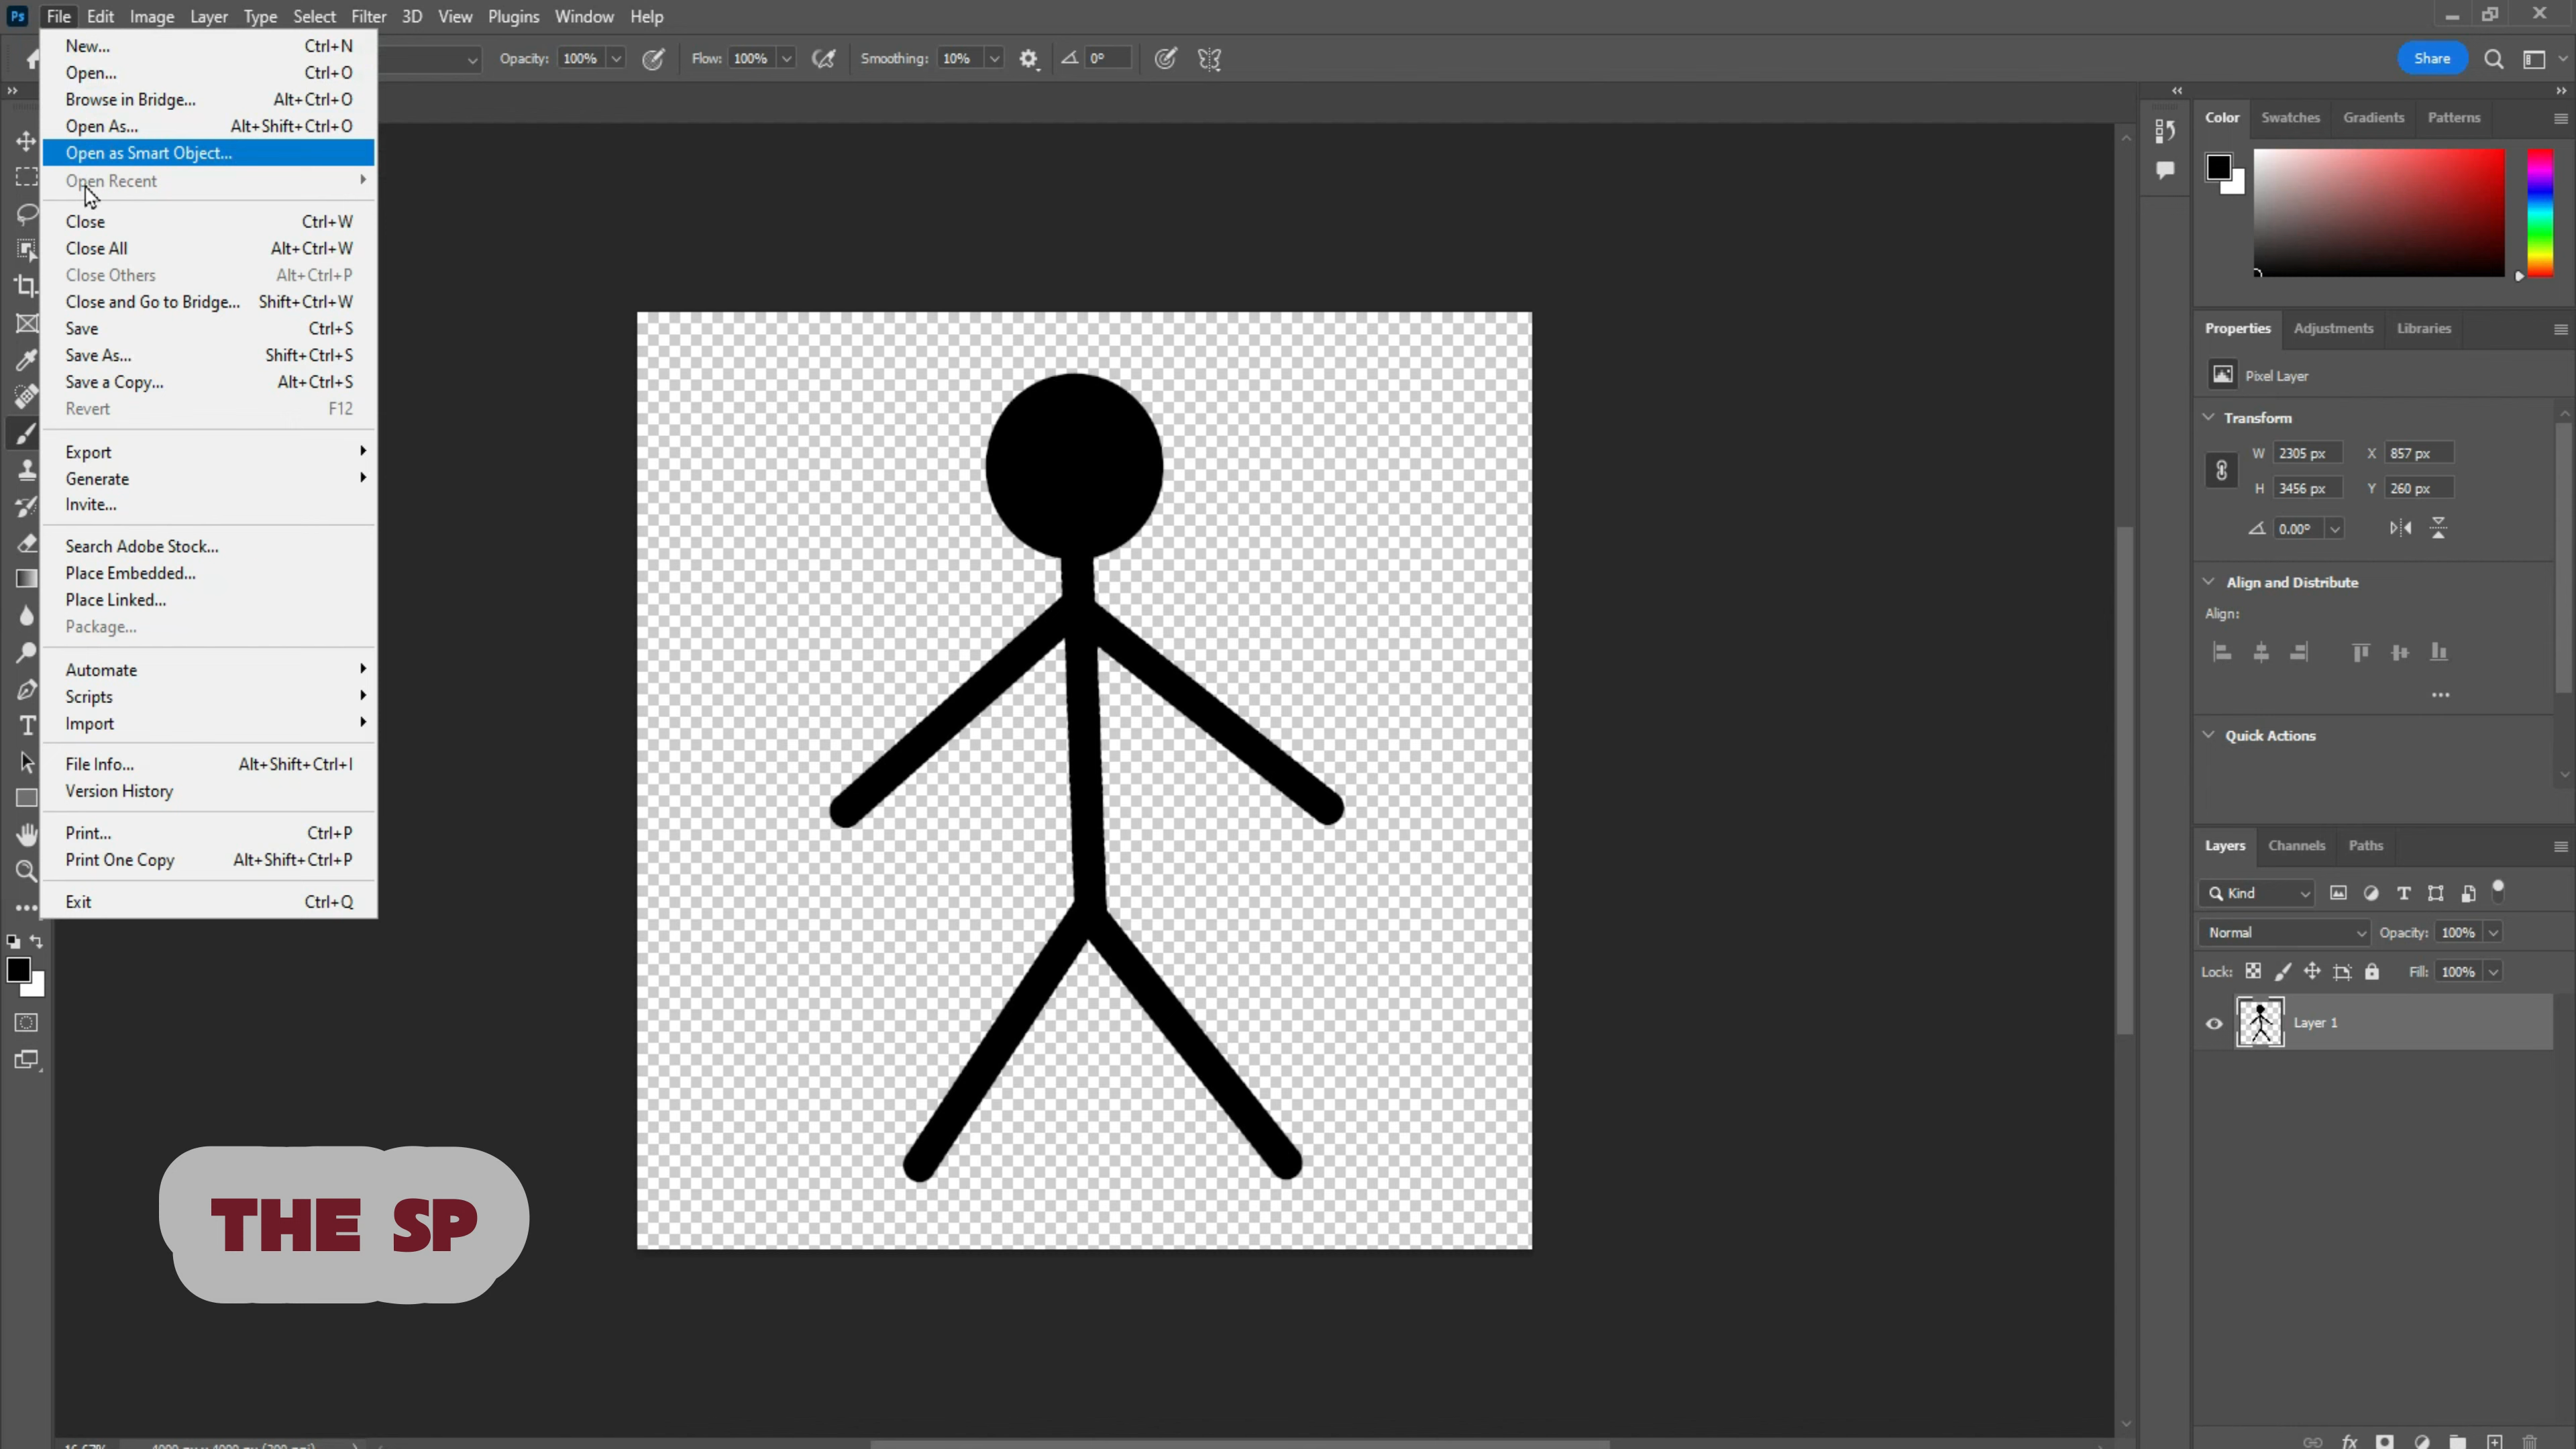 Ps File Edit Image Layer Type Select Filter 3D View Plugins Window Help
Opacity: 100% Flow: 100% Smoothing: 10% 0° Share
New... Ctrl+N
Open... Ctrl+O
Browse in Bridge... Alt+Ctrl+O
Open As... Alt+Shift+Ctrl+O
Open as Smart Object...
Open Recent
Close Ctrl+W
Close All Alt+Ctrl+W
Close Others Alt+Ctrl+P
Close and Go to Bridge... Shift+Ctrl+W
Save Ctrl+S
Save As... Shift+Ctrl+S
Save a Copy... Alt+Ctrl+S
Revert F12
Export
Generate
Invite...
Search Adobe Stock...
Place Embedded...
Place Linked...
Package...
Automate
Scripts
Import
File Info... Alt+Shift+Ctrl+I
Version History
Print... Ctrl+P
Print One Copy Alt+Shift+Ctrl+P
Exit Ctrl+Q
THE SP
Color Swatches Gradients Patterns
Properties Adjustments Libraries
Pixel Layer
Transform
W 2305 px X 857 px
H 3456 px Y 260 px
0.00°
Align and Distribute
Align:
Quick Actions
Layers Channels Paths
Kind
Normal Opacity: 100%
Lock: Fill: 100%
Layer 1